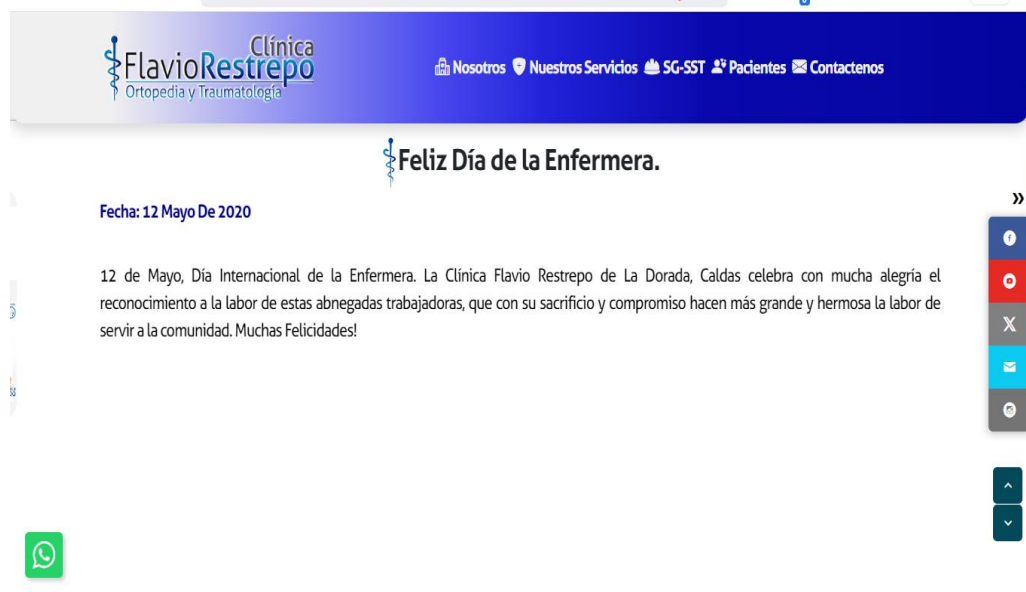 Clínica
FlavioRestrepo
Ortopedia y Traumatología
Nosotros Nuestros Servicios SG-SST Pacientes Contactenos
Feliz Día de la Enfermera.
Fecha: 12 Mayo De 2020
12 de Mayo, Día Internacional de la Enfermera. La Clínica Flavio Restrepo de La Dorada, Caldas celebra con mucha alegría el
reconocimiento a la labor de estas abnegadas trabajadoras, que con su sacrificio y compromiso hacen más grande y hermosa la labor de
servir a la comunidad. Muchas Felicidades!